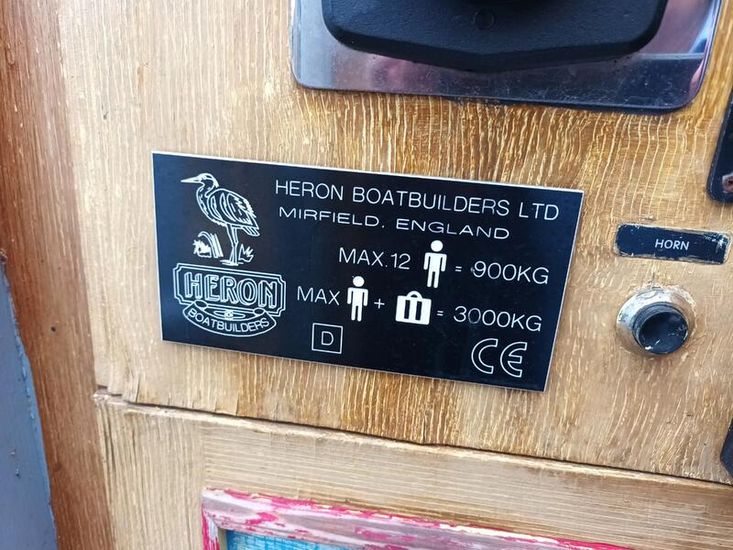 HERON BOATBUILDERS LTD
MIRFIELD, ENGLAND
MAX.12 = 900KG
MAX + = 3000KG
HERON
BOATBUILDERS
D
CE
HORN